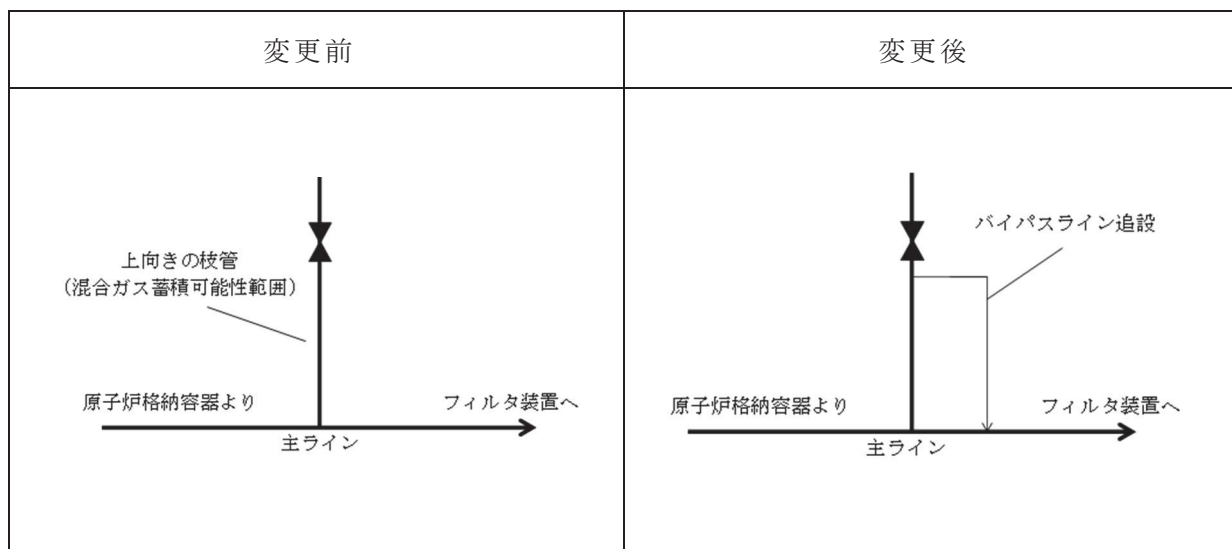 変更前
変更後
上向きの枝管
（混合ガス蓄積可能性範囲）
原子炉格納容器より
フィルタ装置へ
主ライン
バイパスライン追設
原子炉格納容器より
フィルタ装置へ
主ライン